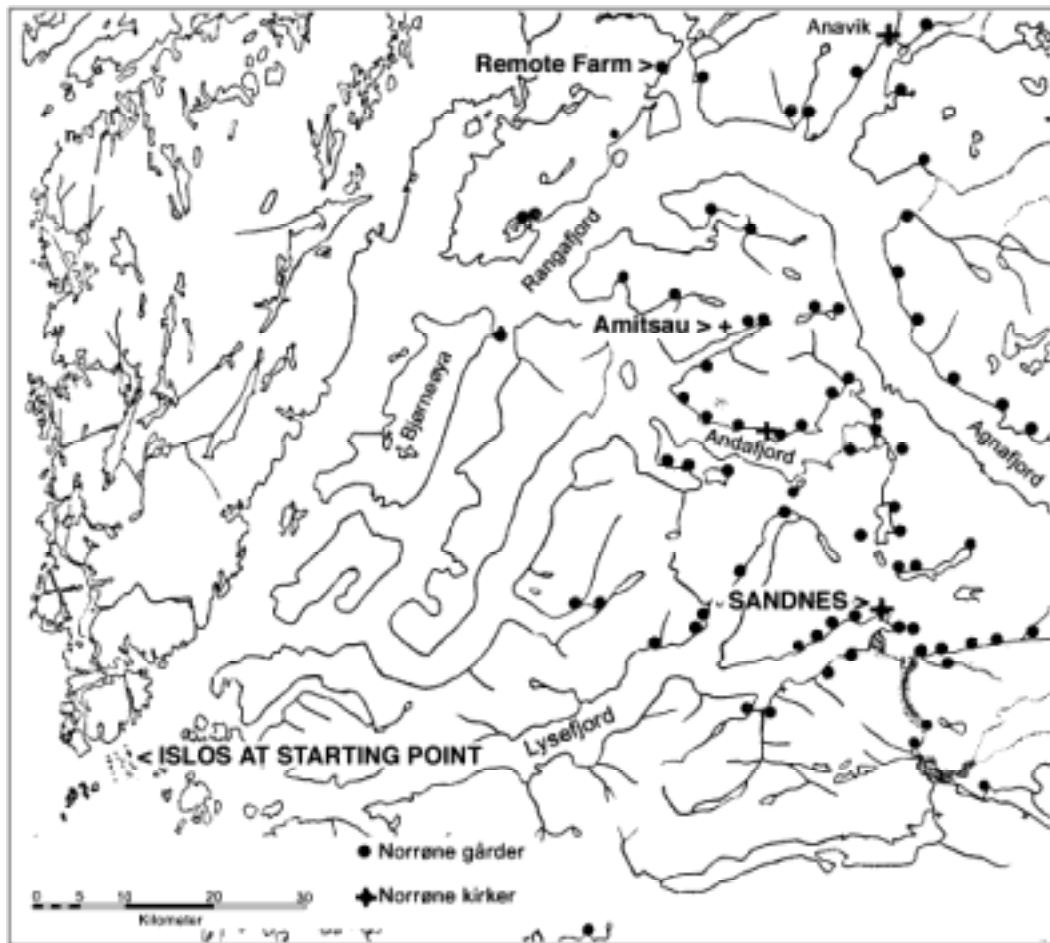 Anavik
Remote Farm >
Rangafjord
Amitsau > +
Bjørnøya
Andafjord
Agnafjord
SANDNES >
Lysefjord
< ISLOS AT STARTING POINT
Norrøne gårder
Norrøne kirker
0 5 10 20 30
Kilometer